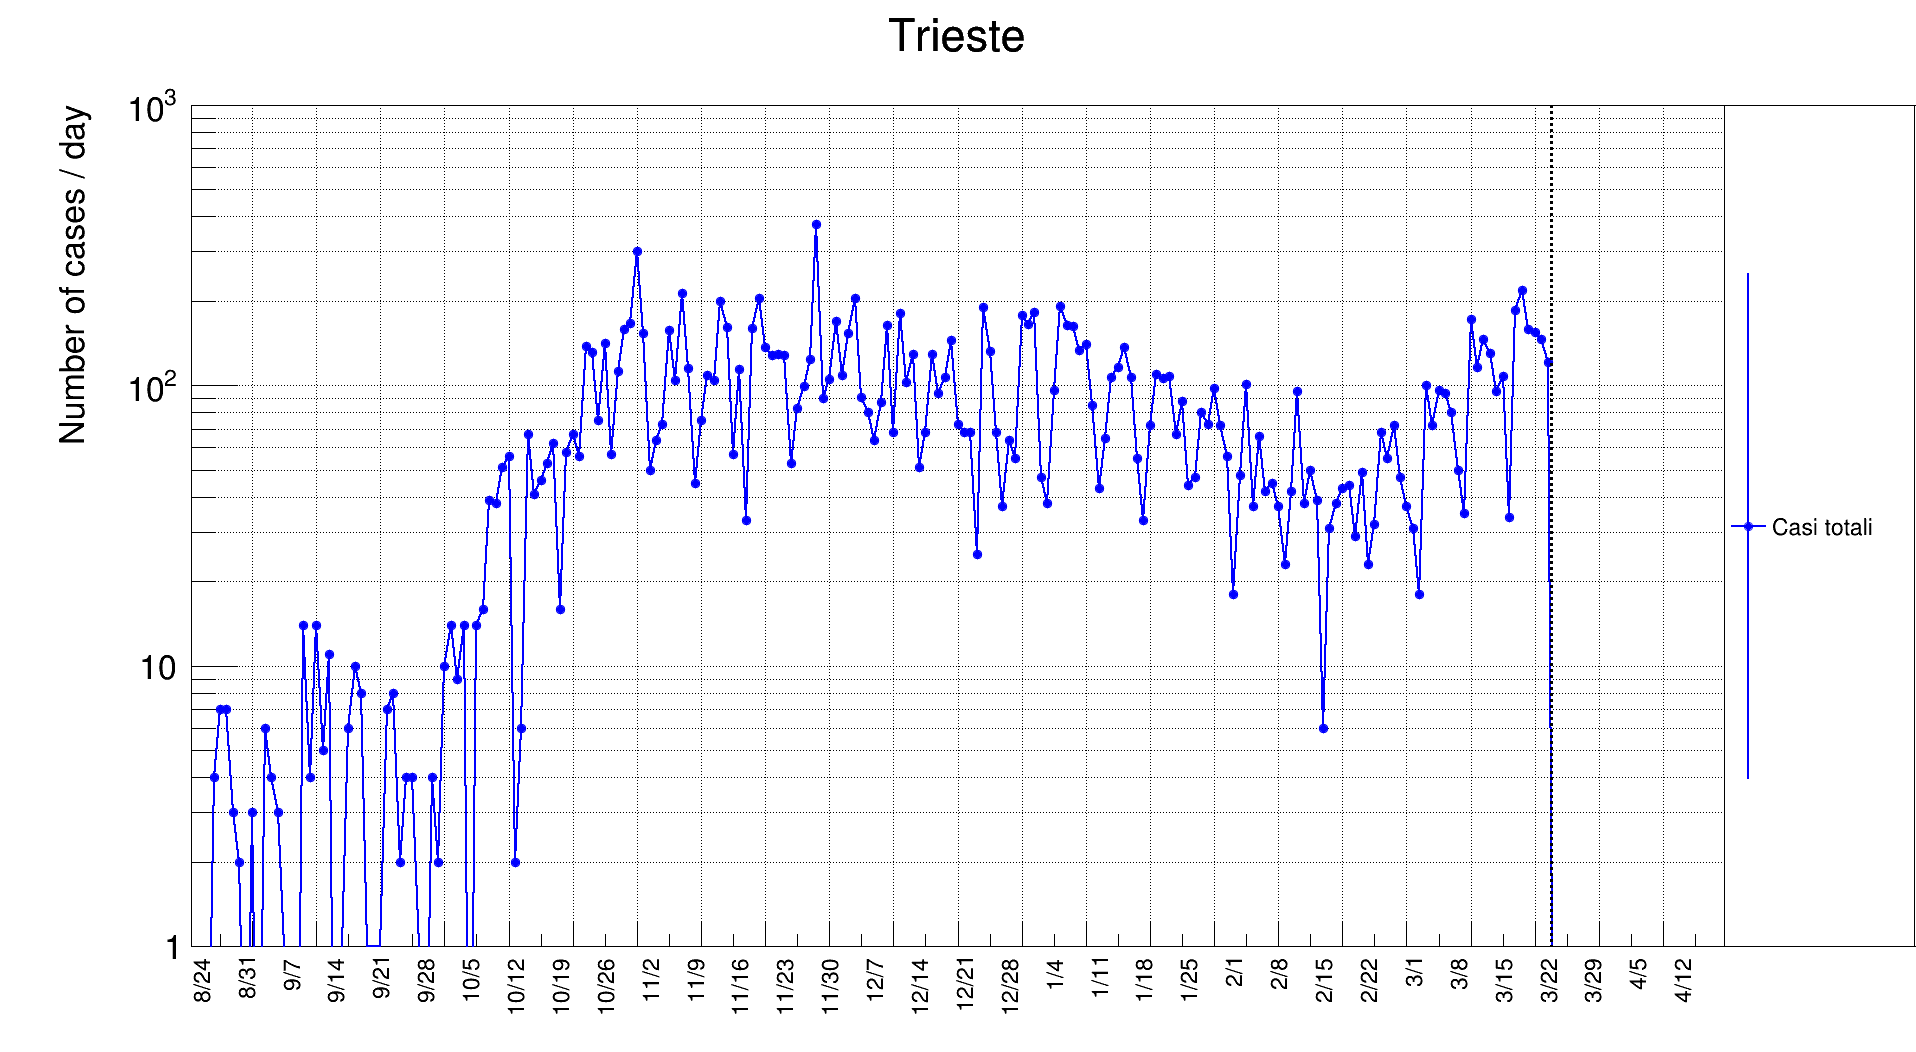 Trieste
Number of cases / day
10³
10²
10
1
8/24 8/31 9/7 9/14 9/21 9/28 10/5 10/12 10/19 10/26 11/2 11/9 11/16 11/23 11/30 12/7 12/14 12/21 12/28 1/4 1/11 1/18 1/25 2/1 2/8 2/15 2/22 3/1 3/8 3/15 3/22 3/29 4/5 4/12
Casi totali